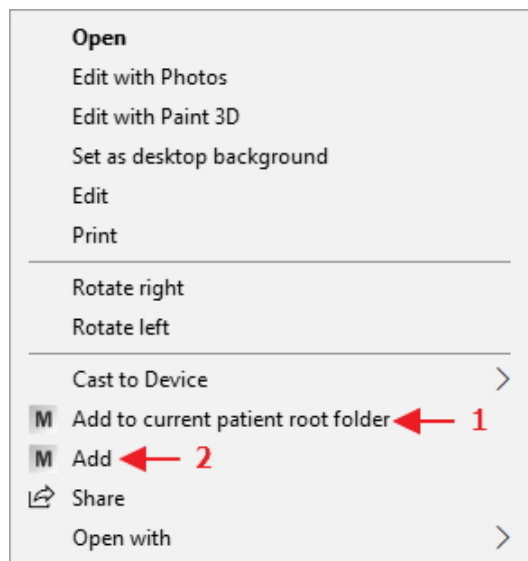 Open
Edit with Photos
Edit with Paint 3D
Set as desktop background
Edit
Print
Rotate right
Rotate left
Cast to Device
M Add to current patient root folder 1
M Add 2
Share
Open with